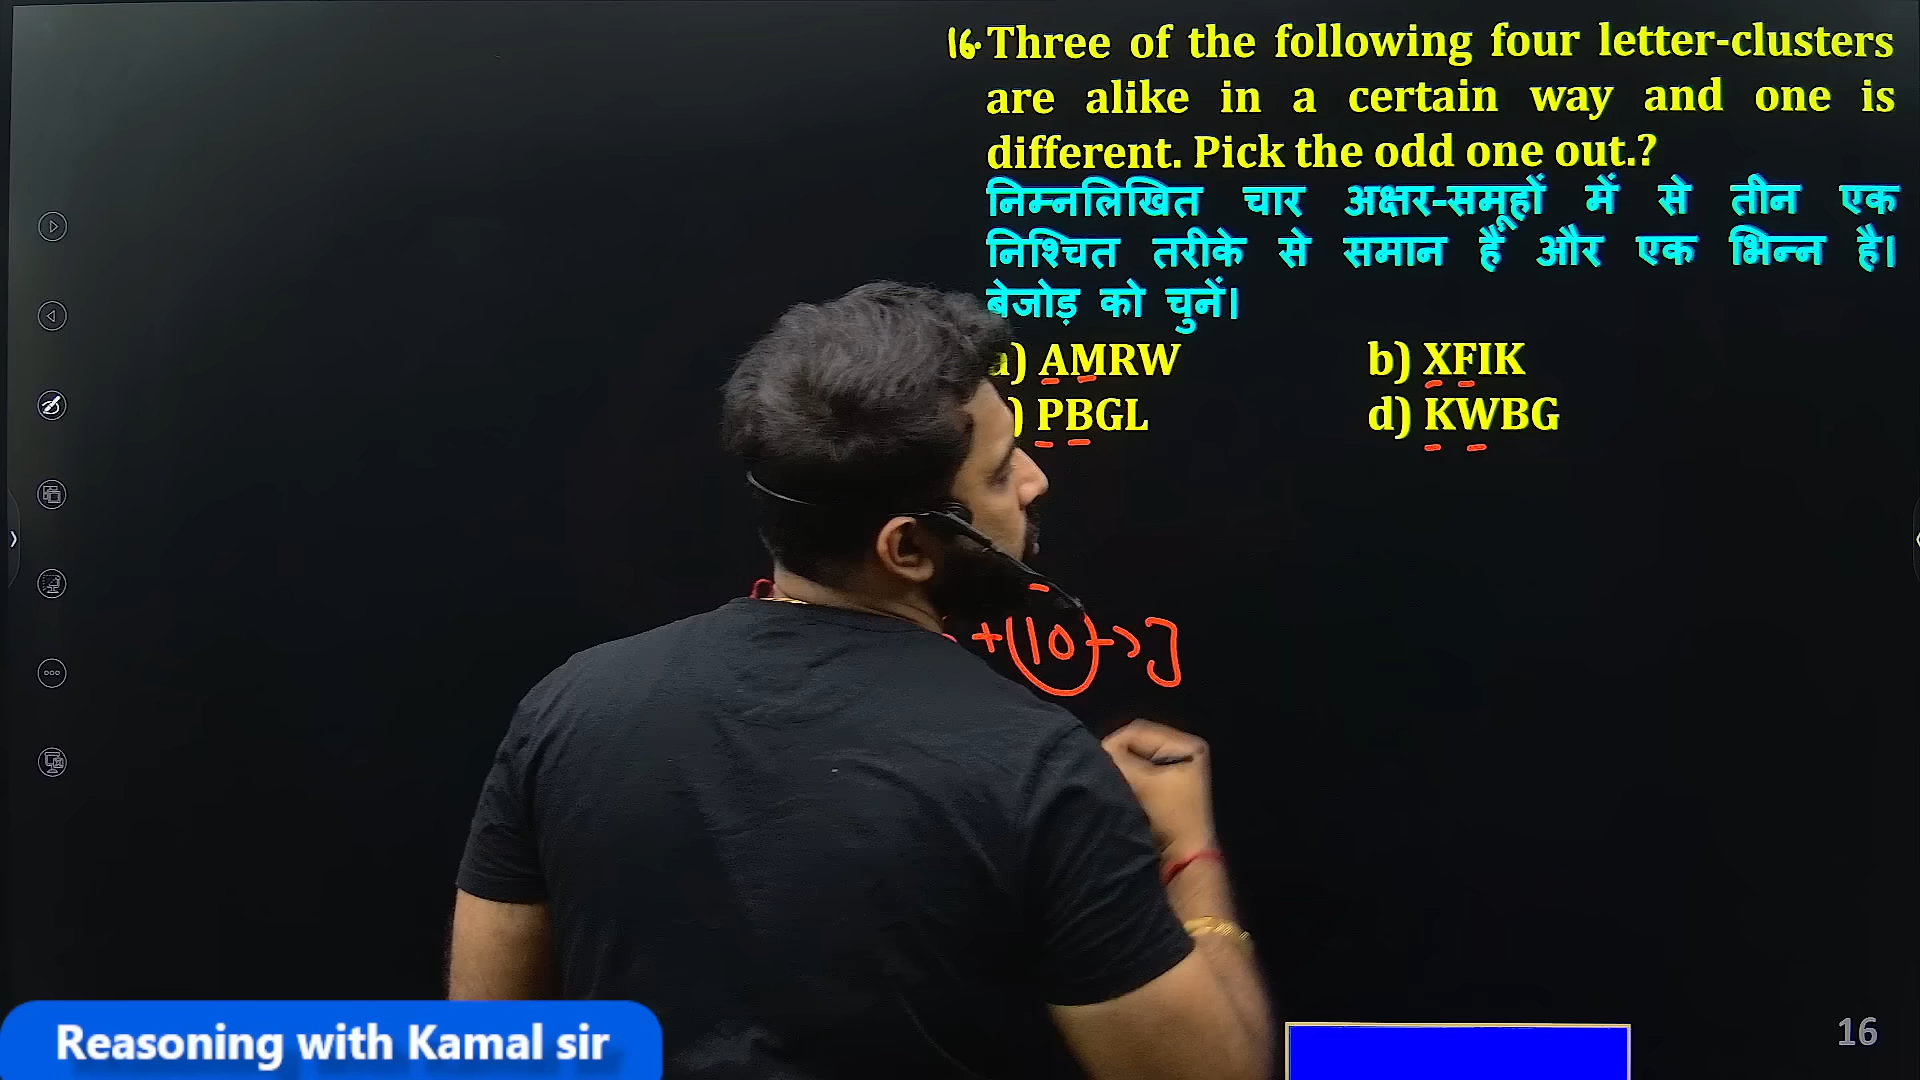 16. Three of the following four letter-clusters
are alike in a certain way and one is
different. Pick the odd one out.?
निम्नलिखित चार अक्षर-समूहों में से तीन एक
निश्चित तरीके से समान हैं और एक भिन्न है।
बेजोड़ को चुनें।
a) AMRW b) XFIK
) PBGL d) KWBG
+(10
Reasoning with Kamal sir
16